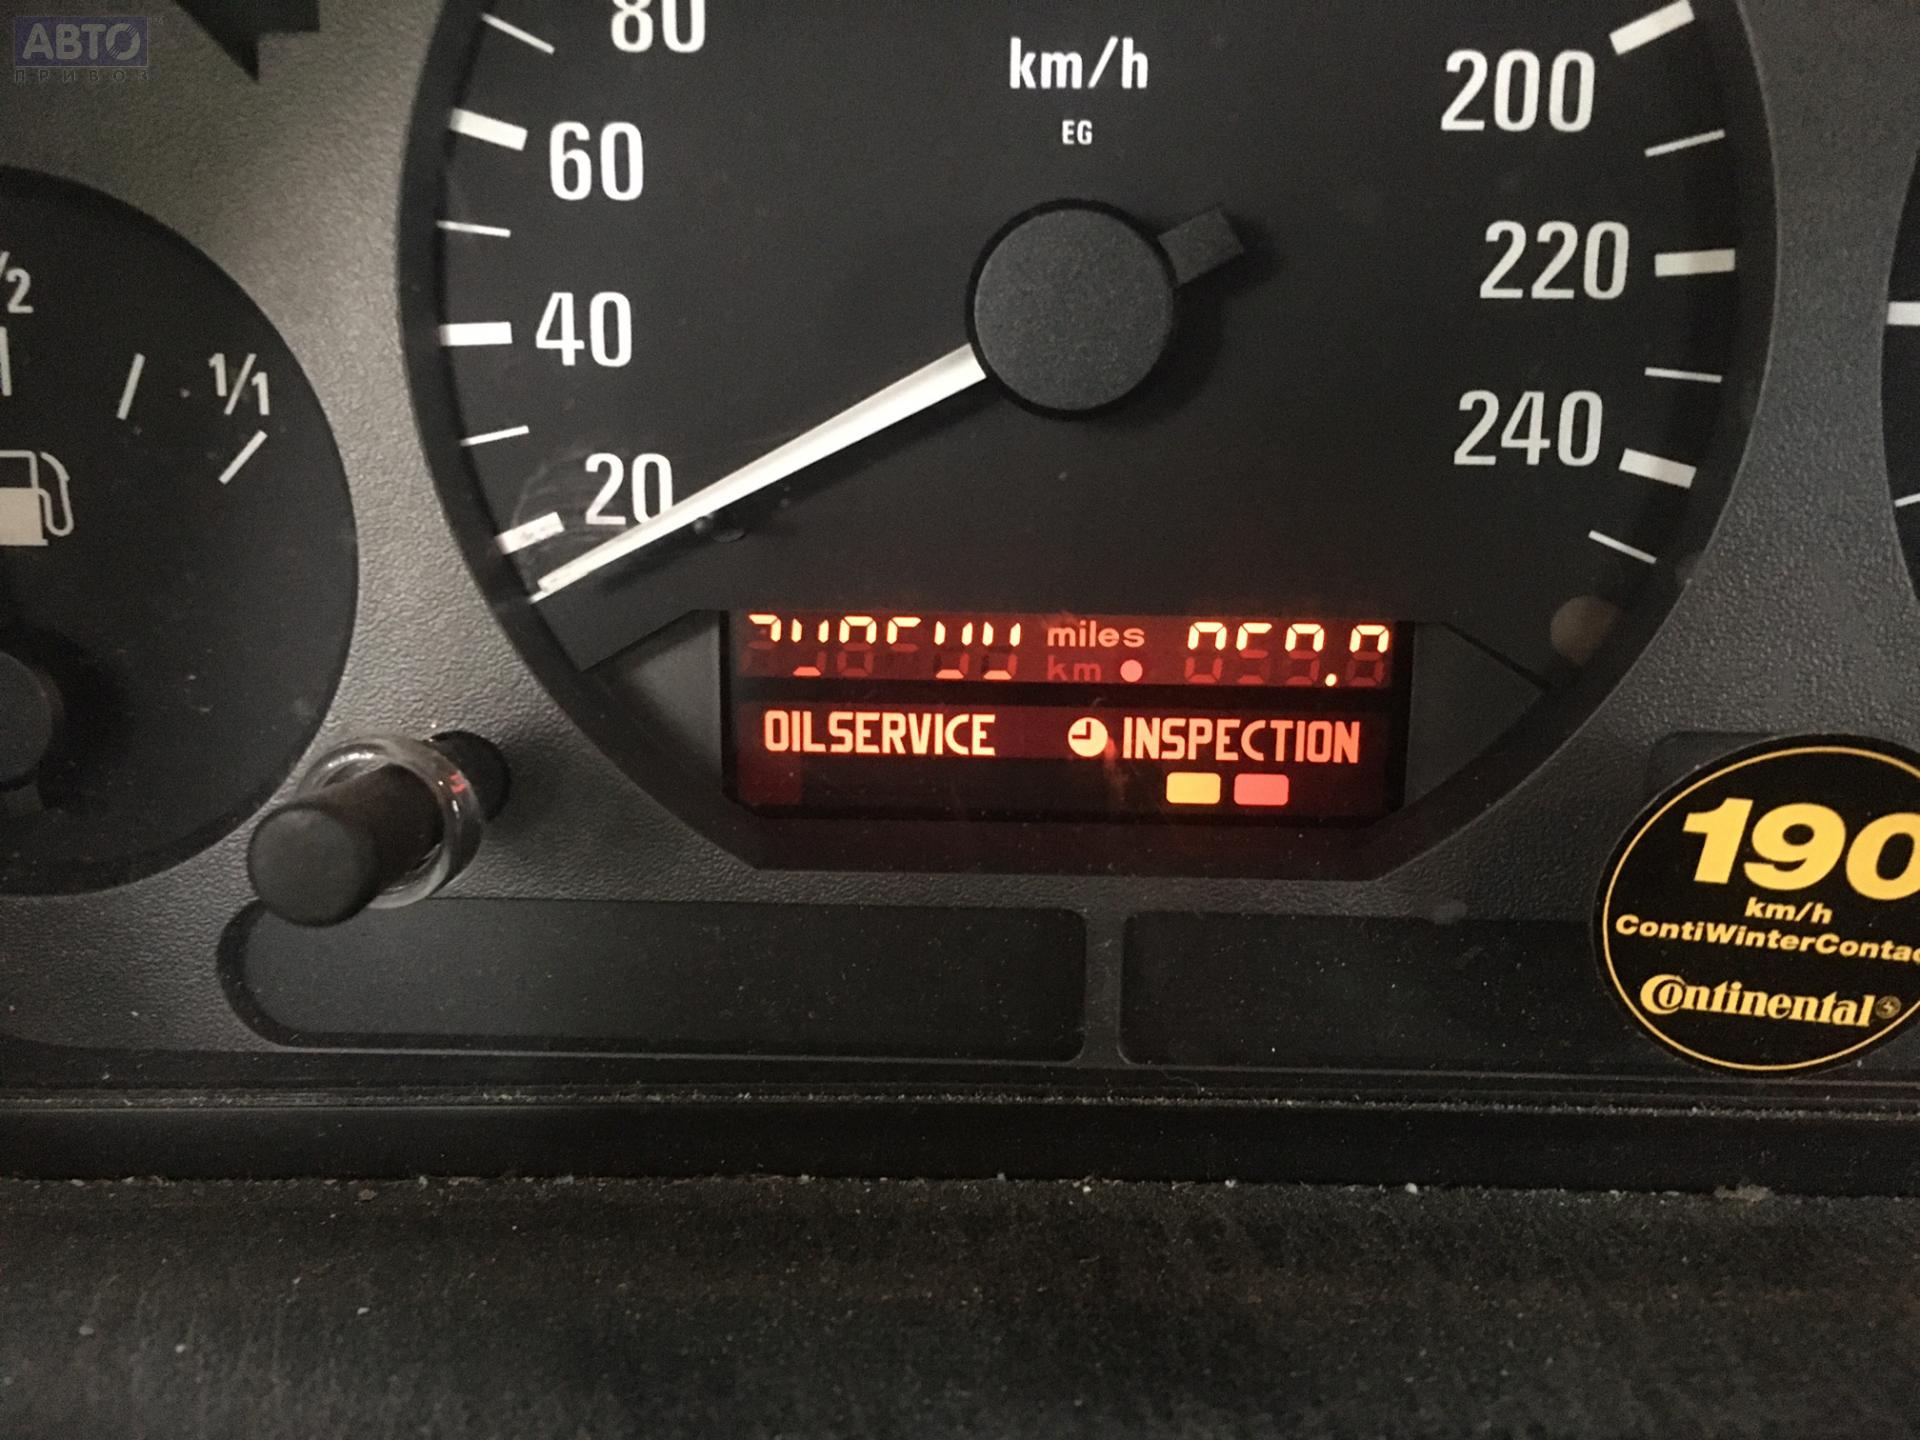 АВТО
ПРИВОЗ
80
km/h
EG
60
40
20
200
220
240
1/2
1/1
miles
km
OILSERVICE INSPECTION
190
km/h
ContiWinterContac
Continental